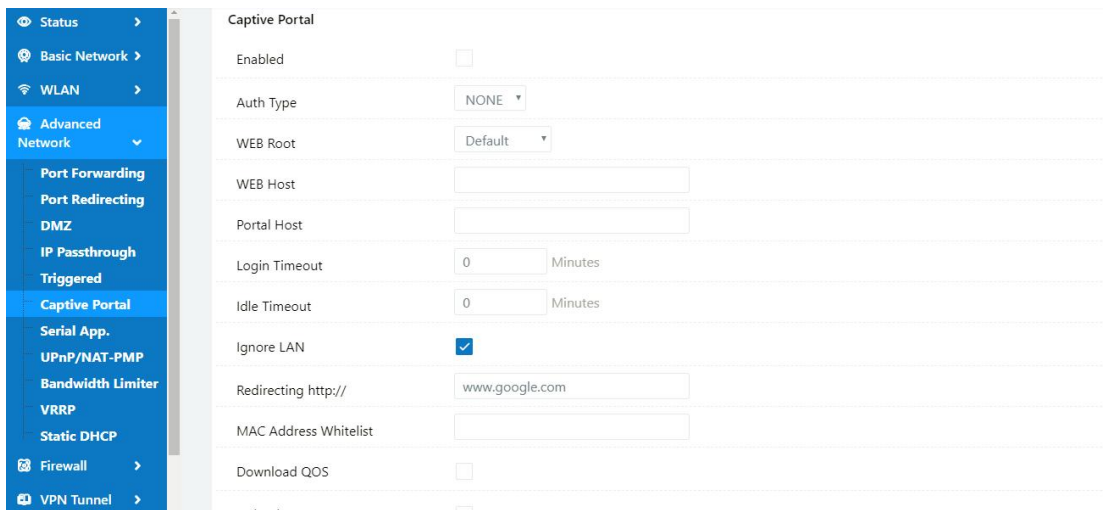 Status
Basic Network
WLAN
Advanced
Network
Port Forwarding
Port Redirecting
DMZ
IP Passthrough
Triggered
Captive Portal
Serial App.
UPnP/NAT-PMP
Bandwidth Limiter
VRRP
Static DHCP
Firewall
VPN Tunnel
Captive Portal
Enabled
Auth Type NONE
WEB Root Default
WEB Host
Portal Host
Login Timeout 0 Minutes
Idle Timeout 0 Minutes
Ignore LAN
Redirecting http:// www.google.com
MAC Address Whitelist
Download QOS